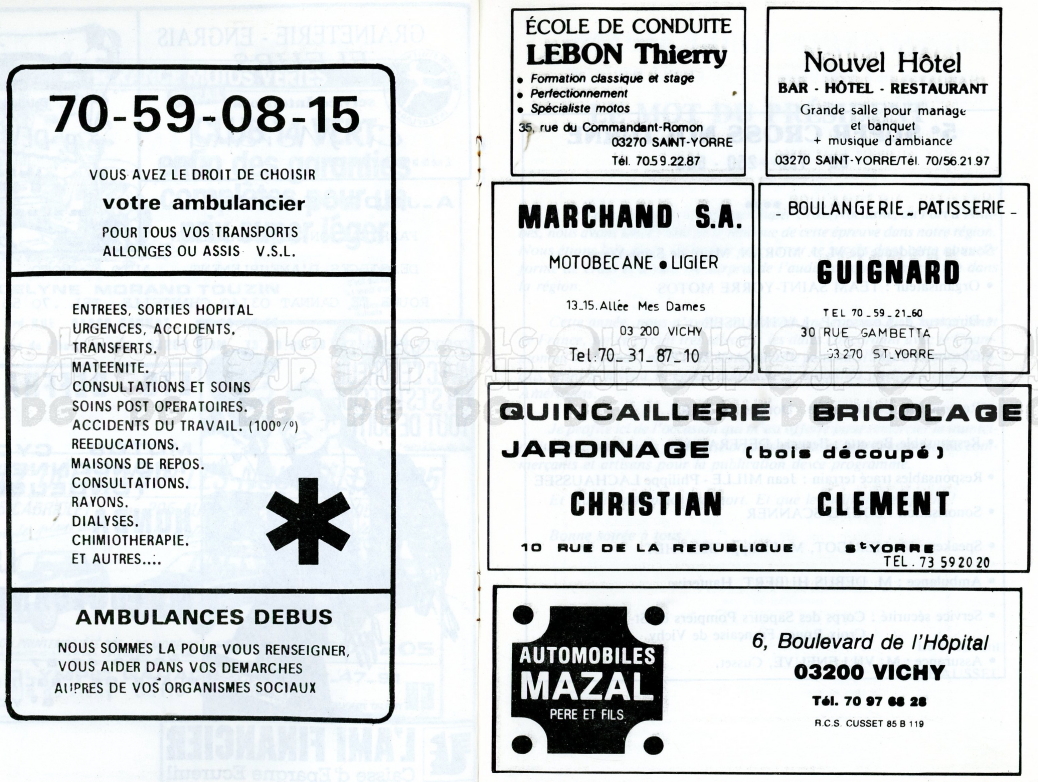 70-59-08-15
VOUS AVEZ LE DROIT DE CHOISIR
votre ambulancier
POUR TOUS VOS TRANSPORTS
ALLONGES OU ASSIS V.S.L.
ENTREES, SORTIES HOPITAL
URGENCES, ACCIDENTS.
TRANSFERTS.
MATEENITE.
CONSULTATIONS ET SOINS
SOINS POST OPERATOIRES.
ACCIDENTS DU TRAVAIL. (100%)
REEDUCATIONS.
MAISONS DE REPOS.
CONSULTATIONS.
RAYONS.
DIALYSES.
CHIMIOTHERAPIE.
ET AUTRES....
AMBULANCES DEBUS
NOUS SOMMES LA POUR VOUS RENSEIGNER,
VOUS AIDER DANS VOS DEMARCHES
AUPRES DE VOS ORGANISMES SOCIAUX
ÉCOLE DE CONDUITE
LEBON Thierry
• Formation classique et stage
• Perfectionnement
• Spécialiste motos
35, rue du Commandant-Romon
03270 SAINT-YORRE
Tél. 70.59.22.87
Nouvel Hôtel
BAR - HÔTEL - RESTAURANT
Grande salle pour mariage
et banquet
+ musique d'ambiance
03270 SAINT-YORRE/Tél. 70/56.21 97
MARCHAND S.A.
MOTOBECANE • LIGIER
13_15. Allée Mes Dames
03 200 VICHY
Tel:70_31_87_10
_ BOULANGERIE _ PATISSERIE _
GUIGNARD
TEL 70_59_21_60
30 RUE GAMBETTA
03270 ST_YORRE
QUINCAILLERIE BRICOLAGE
JARDINAGE (bois découpé)
CHRISTIAN CLEMENT
10 RUE DE LA REPUBLIQUE St YORRE
TEL. 73 59 20 20
AUTOMOBILES
MAZAL
PERE ET FILS
6, Boulevard de l'Hôpital
03200 VICHY
Tél. 70 97 68 28
R.C.S. CUSSET 85 B 119
LG
JP
DG